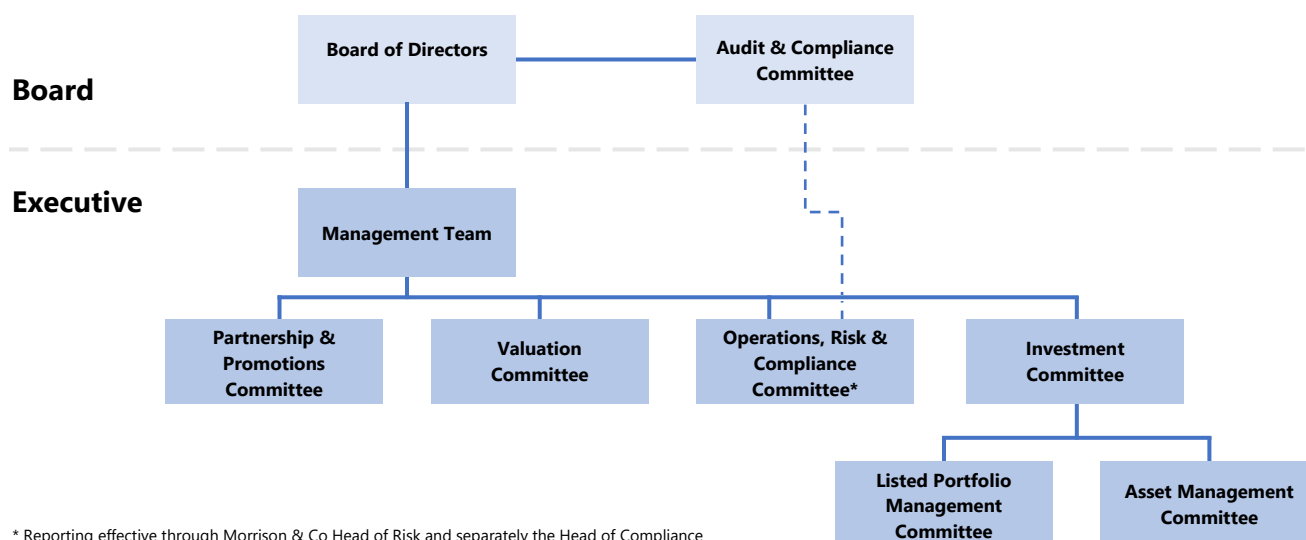 Board of Directors
Audit & Compliance
Committee
Board
Executive
Management Team
Partnership &
Promotions
Committee
Valuation
Committee
Operations, Risk &
Compliance
Committee*
Investment
Committee
Listed Portfolio
Management
Committee
Asset Management
Committee
* Reporting effective through Morrison & Co Head of Risk and separately the Head of Compliance